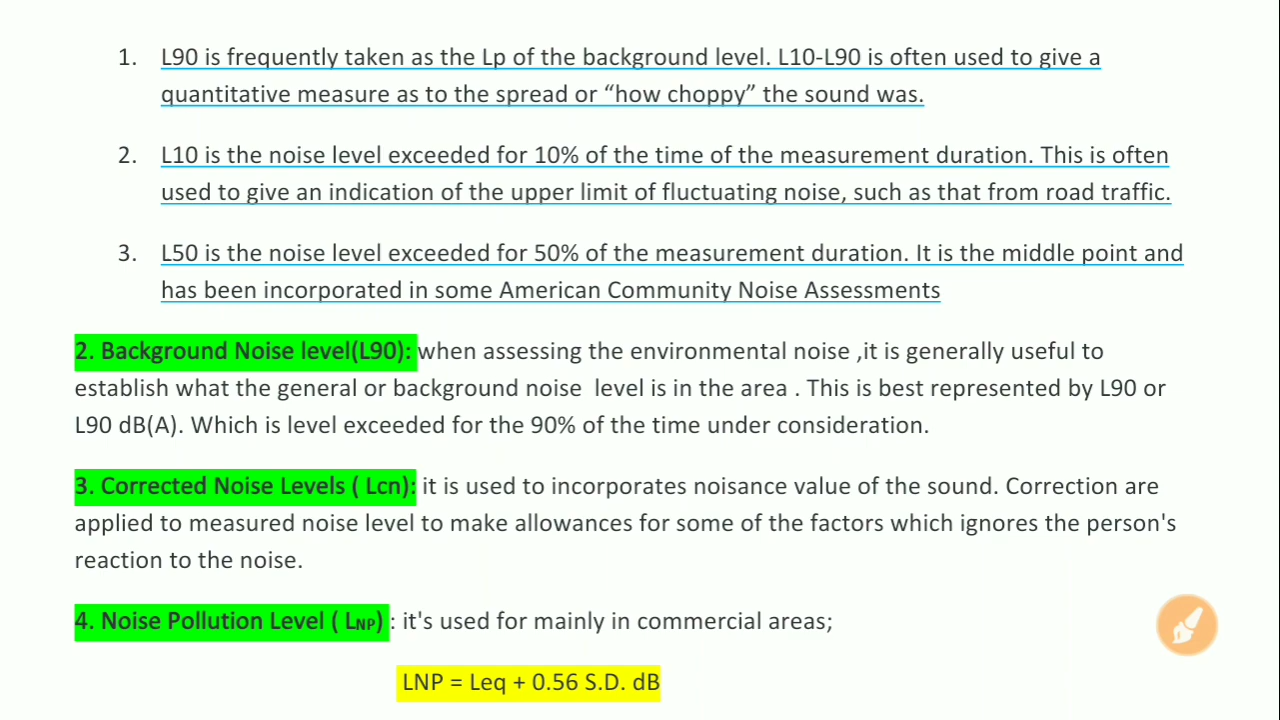 1. L90 is frequently taken as the Lp of the background level. L10-L90 is often used to give a
quantitative measure as to the spread or “how choppy” the sound was.
2. L10 is the noise level exceeded for 10% of the time of the measurement duration. This is often
used to give an indication of the upper limit of fluctuating noise, such as that from road traffic.
3. L50 is the noise level exceeded for 50% of the measurement duration. It is the middle point and
has been incorporated in some American Community Noise Assessments
2. Background Noise level(L90): when assessing the environmental noise ,it is generally useful to
establish what the general or background noise  level is in the area . This is best represented by L90 or
L90 dB(A). Which is level exceeded for the 90% of the time under consideration.
3. Corrected Noise Levels ( Lcn): it is used to incorporates noisance value of the sound. Correction are
applied to measured noise level to make allowances for some of the factors which ignores the person's
reaction to the noise.
4. Noise Pollution Level ( LNP) : it's used for mainly in commercial areas;
LNP = Leq + 0.56 S.D. dB